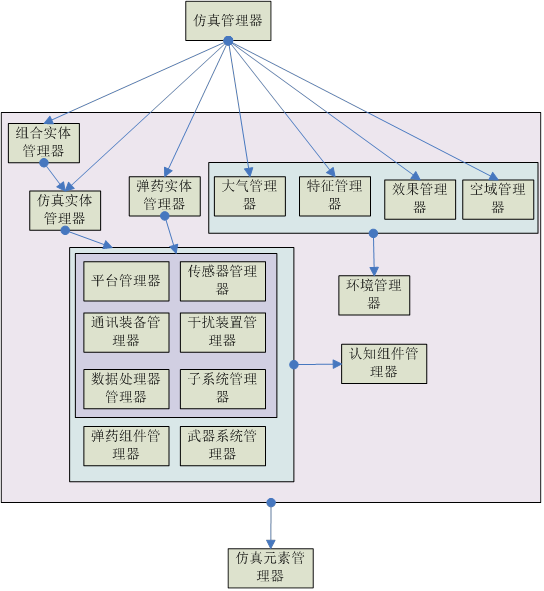 仿真管理器
组合实体
管理器
仿真实体
管理器
弹药实体
管理器
大气管理
器
特征管理
器
效果管理
器
空域管理
器
环境管理
器
平台管理器
传感器管理
器
通讯装备管
理器
干扰装置管
理器
数据处理器
管理器
子系统管理
器
弹药组件管
理器
武器系统管
理器
认知组件管
理器
仿真元素管
理器